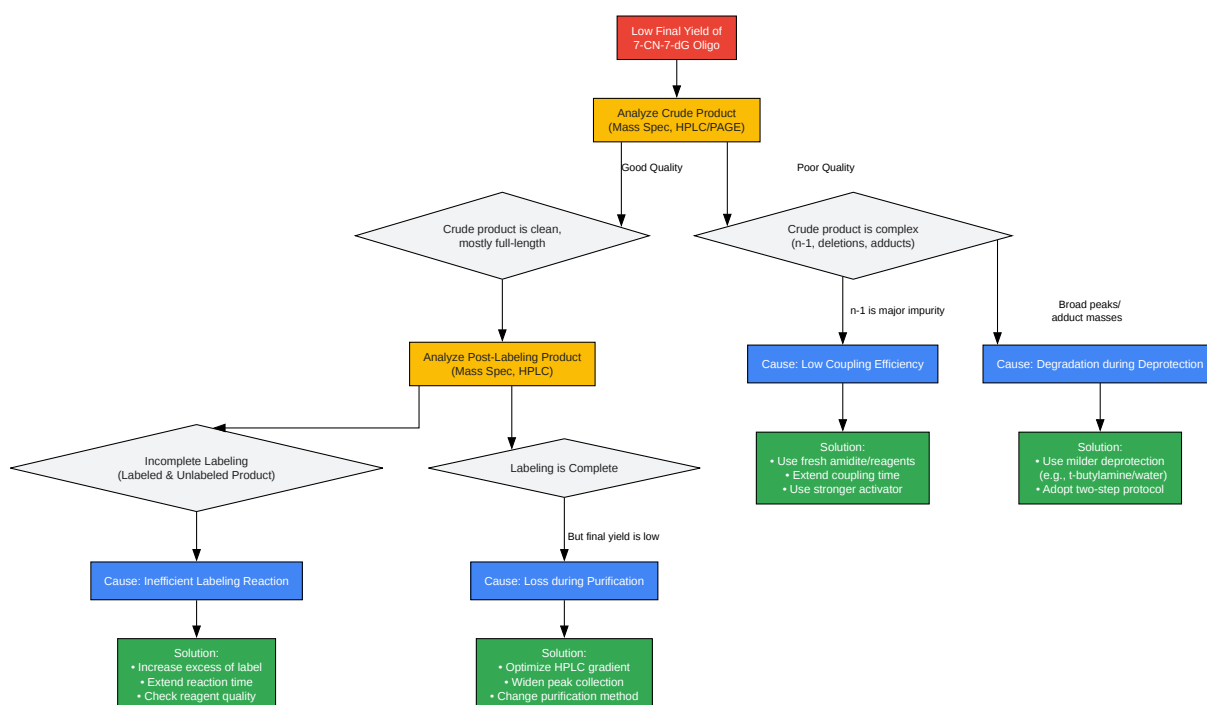 Low Final Yield of
7-CN-7-dG Oligo
Analyze Crude Product
(Mass Spec, HPLC/PAGE)
Good Quality
Poor Quality
Crude product is clean,
mostly full-length
Crude product is complex
(n-1, deletions, adducts)
n-1 is major impurity
Broad peaks/
adduct masses
Analyze Post-Labeling Product
(Mass Spec, HPLC)
Cause: Low Coupling Efficiency
Cause: Degradation during Deprotection
Incomplete Labeling
(Labeled & Unlabeled Product)
Labeling is Complete
Solution:
• Use fresh amidite/reagents
• Extend coupling time
• Use stronger activator
Solution:
• Use milder deprotection
(e.g., t-butylamine/water)
• Adopt two-step protocol
But final yield is low
Cause: Inefficient Labeling Reaction
Cause: Loss during Purification
Solution:
• Increase excess of label
• Extend reaction time
• Check reagent quality
Solution:
• Optimize HPLC gradient
• Widen peak collection
• Change purification method